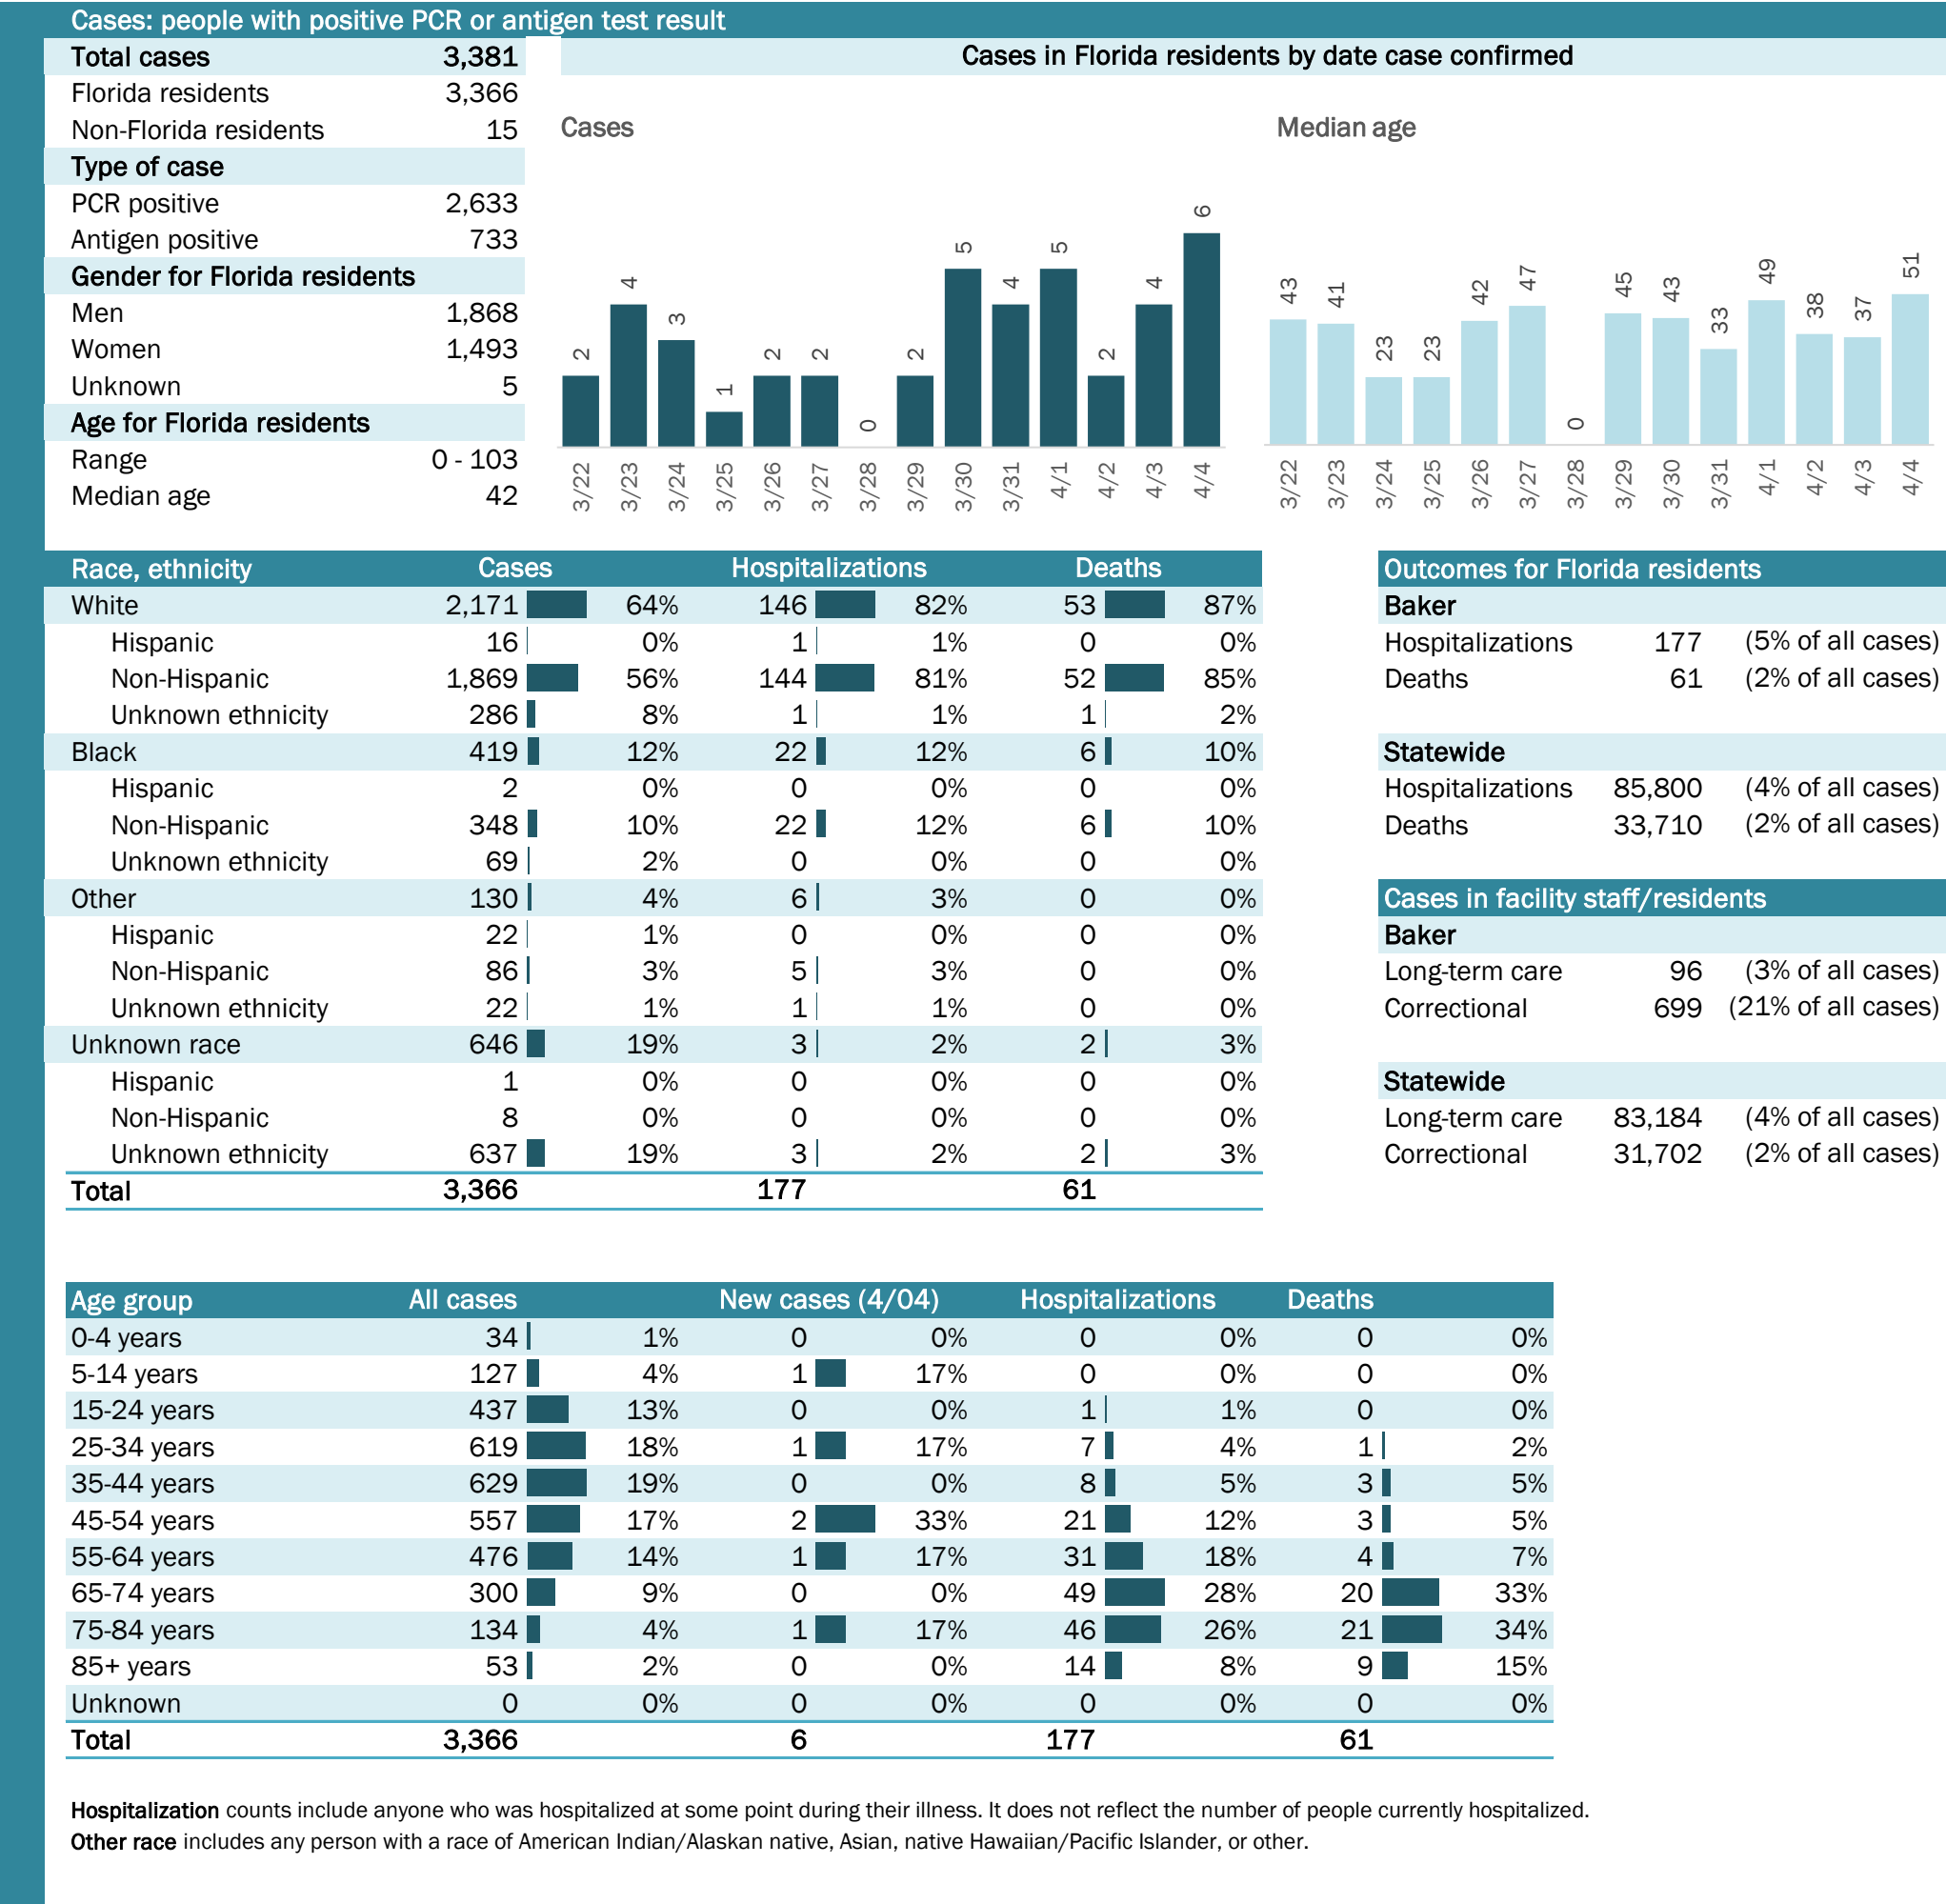 Cases: people with positive PCR or antigen test result
Total cases 3,381
Florida residents 3,366
Non-Florida residents 15
Type of case
PCR positive 2,633
Antigen positive 733
Gender for Florida residents
Men 1,868
Women 1,493
Unknown 5
Age for Florida residents
Range 0 - 103
Median age 42
Cases in Florida residents by date case confirmed
Cases
2 4 3 1 2 2 0 2 5 4 5 2 4 6
3/22 3/23 3/24 3/25 3/26 3/27 3/28 3/29 3/30 3/31 4/1 4/2 4/3 4/4
Median age
43 41 23 23 42 47 0 45 43 33 49 38 37 51
3/22 3/23 3/24 3/25 3/26 3/27 3/28 3/29 3/30 3/31 4/1 4/2 4/3 4/4
Race, ethnicity Cases Hospitalizations Deaths
White 2,171 64% 146 82% 53 87%
Hispanic 16 0% 1 1% 0 0%
Non-Hispanic 1,869 56% 144 81% 52 85%
Unknown ethnicity 286 8% 1 1% 1 2%
Black 419 12% 22 12% 6 10%
Hispanic 2 0% 0 0% 0 0%
Non-Hispanic 348 10% 22 12% 6 10%
Unknown ethnicity 69 2% 0 0% 0 0%
Other 130 4% 6 3% 0 0%
Hispanic 22 1% 0 0% 0 0%
Non-Hispanic 86 3% 5 3% 0 0%
Unknown ethnicity 22 1% 1 1% 0 0%
Unknown race 646 19% 3 2% 2 3%
Hispanic 1 0% 0 0% 0 0%
Non-Hispanic 8 0% 0 0% 0 0%
Unknown ethnicity 637 19% 3 2% 2 3%
Total 3,366 177 61
Outcomes for Florida residents
Baker
Hospitalizations 177 (5% of all cases)
Deaths 61 (2% of all cases)
Statewide
Hospitalizations 85,800 (4% of all cases)
Deaths 33,710 (2% of all cases)
Cases in facility staff/residents
Baker
Long-term care 96 (3% of all cases)
Correctional 699 (21% of all cases)
Statewide
Long-term care 83,184 (4% of all cases)
Correctional 31,702 (2% of all cases)
Age group All cases New cases (4/04) Hospitalizations Deaths
0-4 years 34 1% 0 0% 0 0% 0 0%
5-14 years 127 4% 1 17% 0 0% 0 0%
15-24 years 437 13% 0 0% 1 1% 0 0%
25-34 years 619 18% 1 17% 7 4% 1 2%
35-44 years 629 19% 0 0% 8 5% 3 5%
45-54 years 557 17% 2 33% 21 12% 3 5%
55-64 years 476 14% 1 17% 31 18% 4 7%
65-74 years 300 9% 0 0% 49 28% 20 33%
75-84 years 134 4% 1 17% 46 26% 21 34%
85+ years 53 2% 0 0% 14 8% 9 15%
Unknown 0 0% 0 0% 0 0% 0 0%
Total 3,366 6 177 61
Hospitalization counts include anyone who was hospitalized at some point during their illness. It does not reflect the number of people currently hospitalized.
Other race includes any person with a race of American Indian/Alaskan native, Asian, native Hawaiian/Pacific Islander, or other.